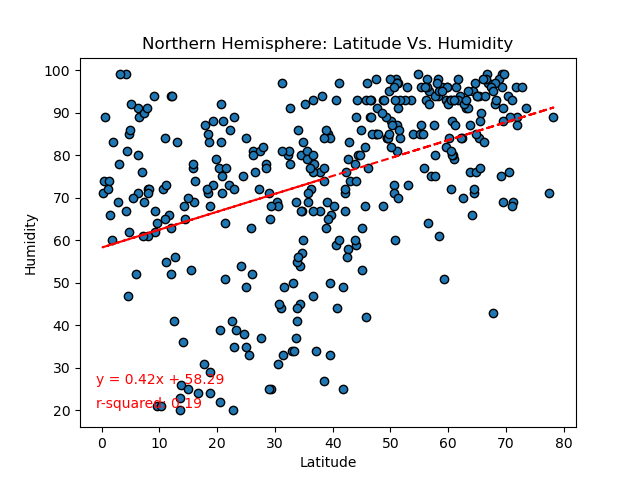 Northern Hemisphere: Latitude Vs. Humidity
100
90
80
70
60
50
40
30
20
Humidity
y = 0.42x + 58.29
r-squared: 0.19
0 10 20 30 40 50 60 70 80
Latitude